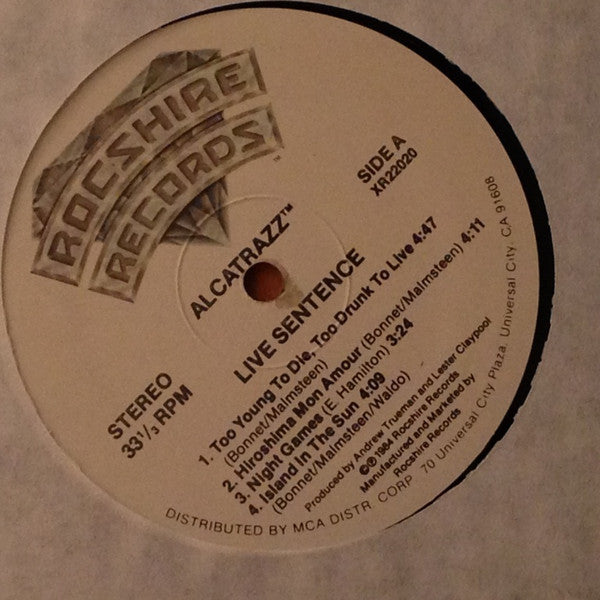 ROCSHIRE
RECORDS™
SIDE A
XR22020
ALCATRAZZ™
LIVE SENTENCE
STEREO
33⅓ RPM
1. Too Young To Die, Too Drunk To Live 4:47
(Bonnet/Malmsteen)
2. Hiroshima Mon Amour (Bonnet/Malmsteen) 4:11
3. Night Games (E. Hamilton) 3:24
4. Island In The Sun 4:09
(Bonnet/Malmsteen/Waldo)
Produced by Andrew Trueman and Lester Claypool
©℗ 1984 Rocshire Records
Manufactured and Marketed by
Rocshire Records
DISTRIBUTED BY MCA DISTR CORP 70 Universal City Plaza, Universal City, CA 91608